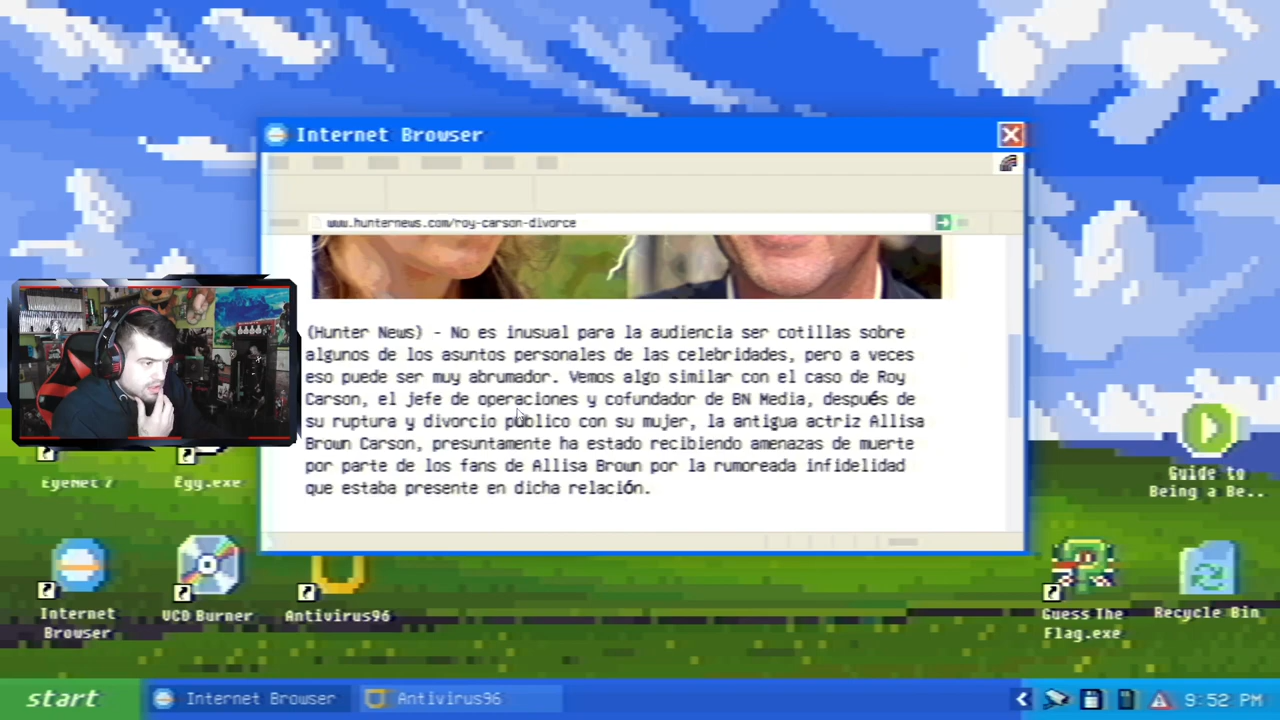 Internet Browser
www.hunternews.com/roy-carson-divorce
(Hunter News) - No es inusual para la audiencia ser cotillas sobre
algunos de los asuntos personales de las celebridades, pero a veces
eso puede ser muy abrumador. Vemos algo similar con el caso de Roy
Carson, el jefe de operaciones y cofundador de BN Media, después de
su ruptura y divorcio público con su mujer, la antigua actriz Allisa
Brown Carson, presuntamente ha estado recibiendo amenazas de muerte
por parte de los fans de Allisa Brown por la rumoreada infidelidad
que estaba presente en dicha relación.
EyeNet 7
Egg.exe
Guide to
Being a Be..
Internet
Browser
VCD Burner
Antivirus96
Guess The
Flag.exe
Recycle Bin
start
Internet Browser
Antivirus96
9:52 PM